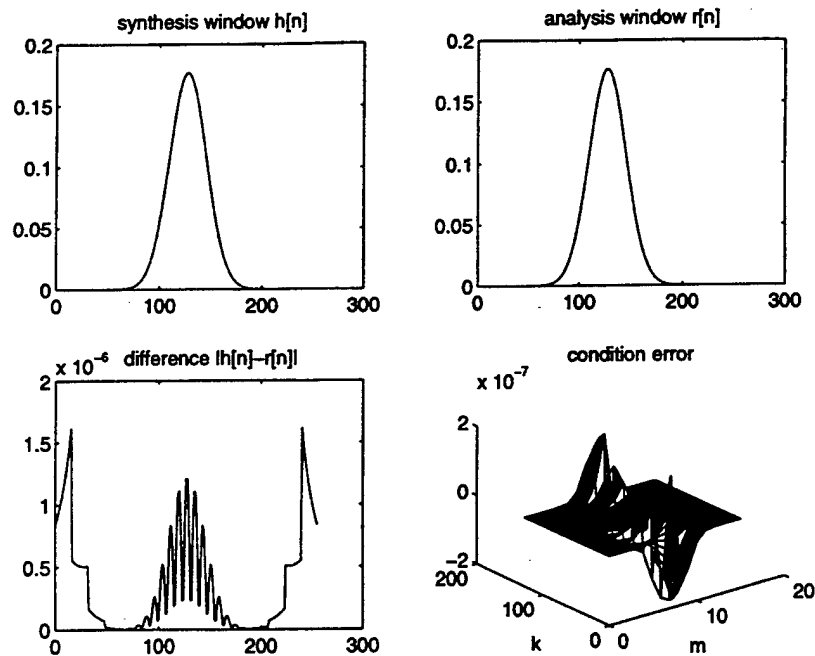 synthesis window h[n]
0.2
0.15
0.1
0.05
0
0 100 200 300
analysis window r[n]
0.2
0.15
0.1
0.05
0
0 100 200 300
x 10⁻⁶ difference |h[n]–r[n]|
2
1.5
1
0.5
0
0 100 200 300
condition error
x 10⁻⁷
2
0
−2
200
100
0
k
0
10
20
m